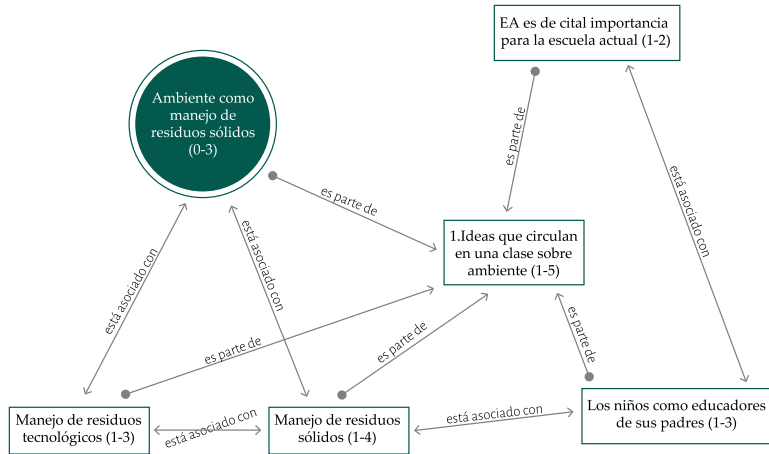 EA es de cital importancia
para la escuela actual (1-2)
Ambiente como
manejo de
residuos sólidos
(0-3)
es parte de
es parte de
está asociado con
está asociado con
está asociado con
1.Ideas que circulan
en una clase sobre
ambiente (1-5)
es parte de
es parte de
es parte de
Manejo de residuos
tecnológicos (1-3)
está asociado con
Manejo de residuos
sólidos (1-4)
está asociado con
Los niños como educadores
de sus padres (1-3)